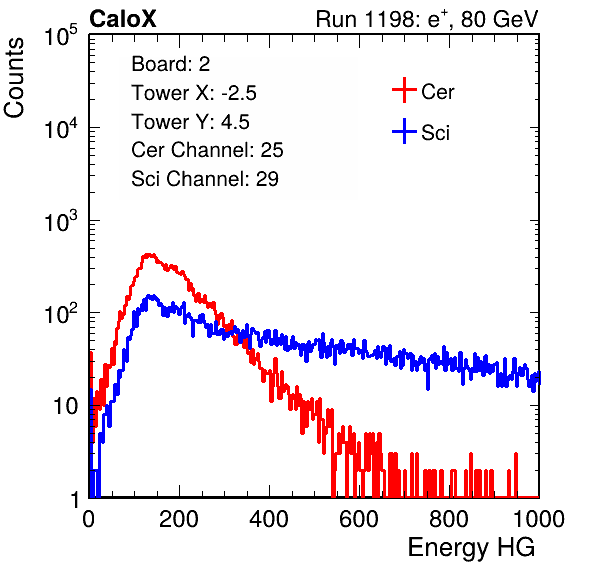 CaloX Run 1198: e⁺, 80 GeV
Counts
Board: 2
Tower X: -2.5
Tower Y: 4.5
Cer Channel: 25
Sci Channel: 29
Cer
Sci
10⁵
10⁴
10³
10²
10
1
0 200 400 600 800 1000
Energy HG